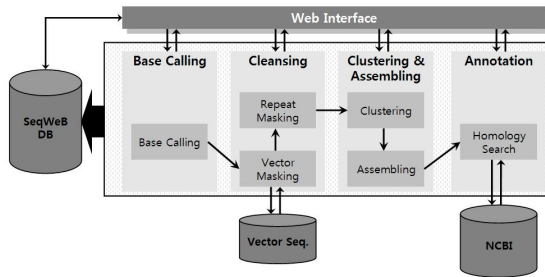 Web Interface
Base Calling
Cleansing
Clustering &
Assembling
Annotation
SeqWeB
DB
Base Calling
Repeat
Masking
Vector
Masking
Clustering
Assembling
Homology
Search
Vector Seq.
NCBI